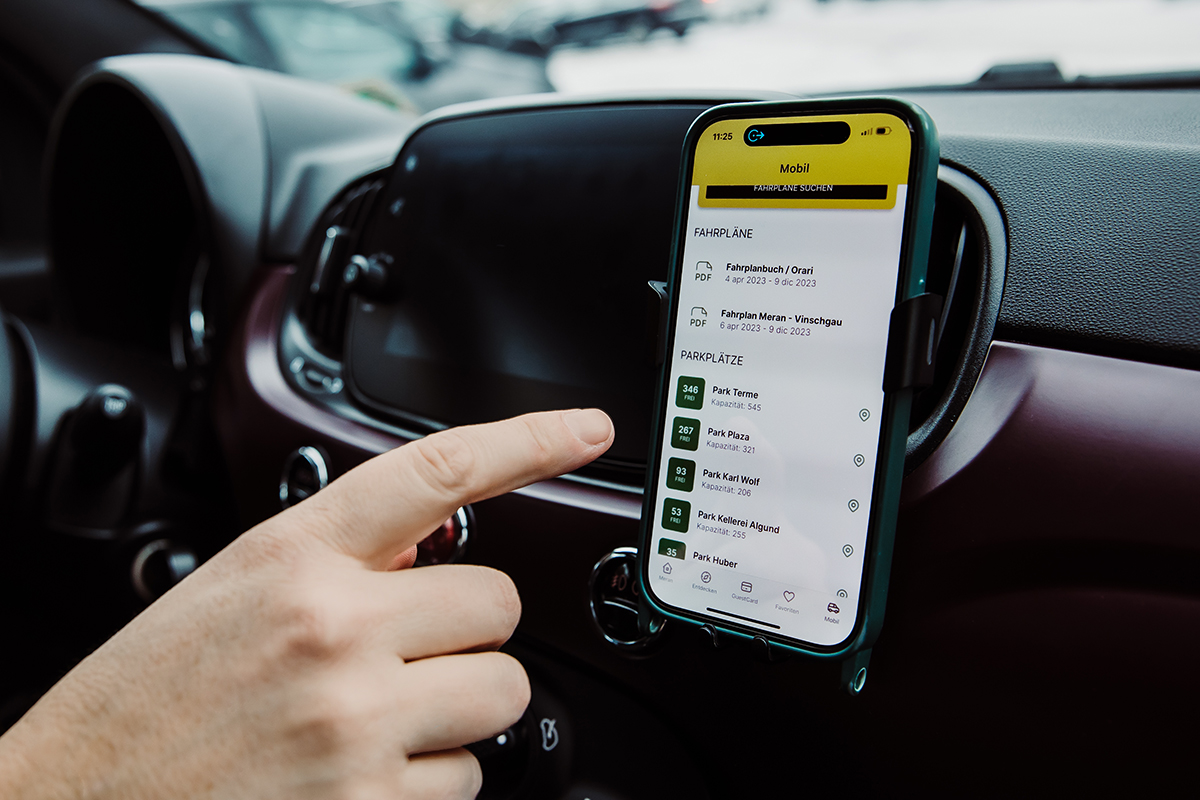 11:25
Mobil
FAHRPLÄNE SUCHEN
FAHRPLÄNE
PDF
Fahrplanbuch / Orari
4 apr 2023 - 9 dic 2023
PDF
Fahrplan Meran - Vinschgau
6 apr 2023 - 9 dic 2023
PARKPLÄTZE
346
FREI
Park Terme
Kapazität: 545
267
FREI
Park Plaza
Kapazität: 321
93
FREI
Park Karl Wolf
Kapazität: 206
53
FREI
Park Kellerei Algund
Kapazität: 255
35
Park Huber
Meran
Entdecken
GuestCard
Favoriten
Mobil